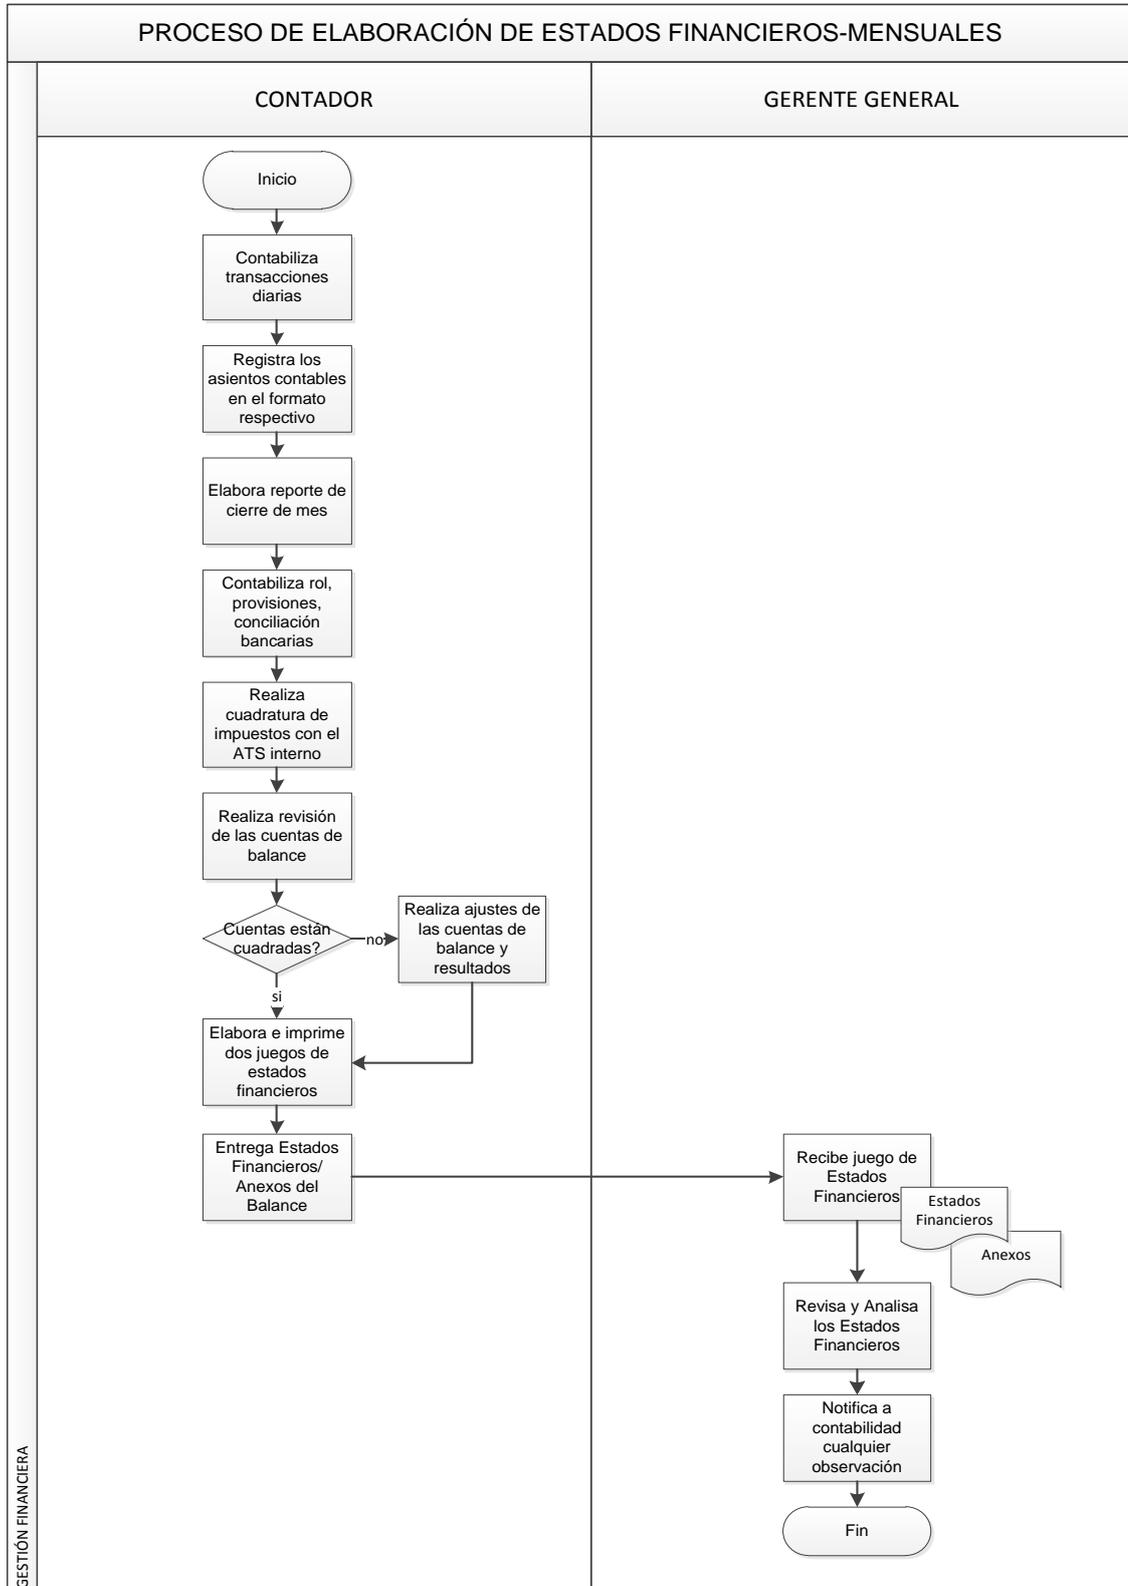 PROCESO DE ELABORACIÓN DE ESTADOS FINANCIEROS-MENSUALES
CONTADOR
GERENTE GENERAL
Inicio
Contabiliza
transacciones
diarias
Registra los
asientos contables
en el formato
respectivo
Elabora reporte de
cierre de mes
Contabiliza rol,
provisiones,
conciliación
bancarias
Realiza
cuadratura de
impuestos con el
ATS interno
Realiza revisión
de las cuentas de
balance
Cuentas están
cuadradas?
no
Realiza ajustes de
las cuentas de
balance y
resultados
si
Elabora e imprime
dos juegos de
estados
financieros
Entrega Estados
Financieros/
Anexos del
Balance
Recibe juego de
Estados
Financieros
Estados
Financieros
Anexos
Revisa y Analisa
los Estados
Financieros
Notifica a
contabilidad
cualquier
observación
Fin
GESTIÓN FINANCIERA